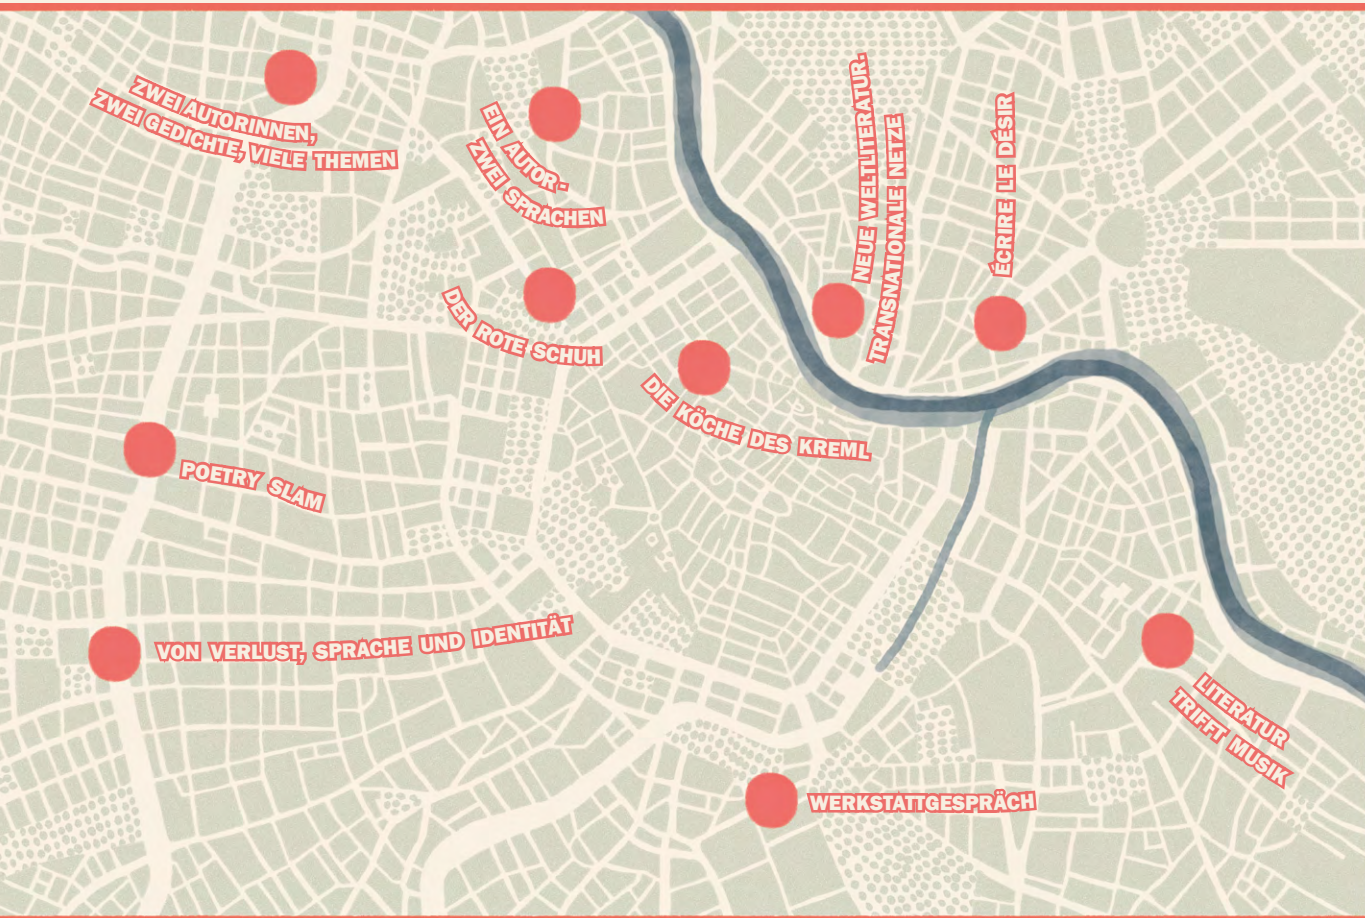 ZWEI AUTORINNEN,
ZWEI GEDICHTE, VIELE THEMEN
EIN AUTOR -
ZWEI SPRACHEN
NEUE WELTLITERATUR.
TRANSNATIONALE NETZE
ÉCRIRE LE DÉSIR
DER ROTE SCHUH
DIE KÖCHE DES KREML
POETRY SLAM
VON VERLUST, SPRACHE UND IDENTITÄT
LITERATUR
TRIFFT MUSIK
WERKSTATTGESPRÄCH